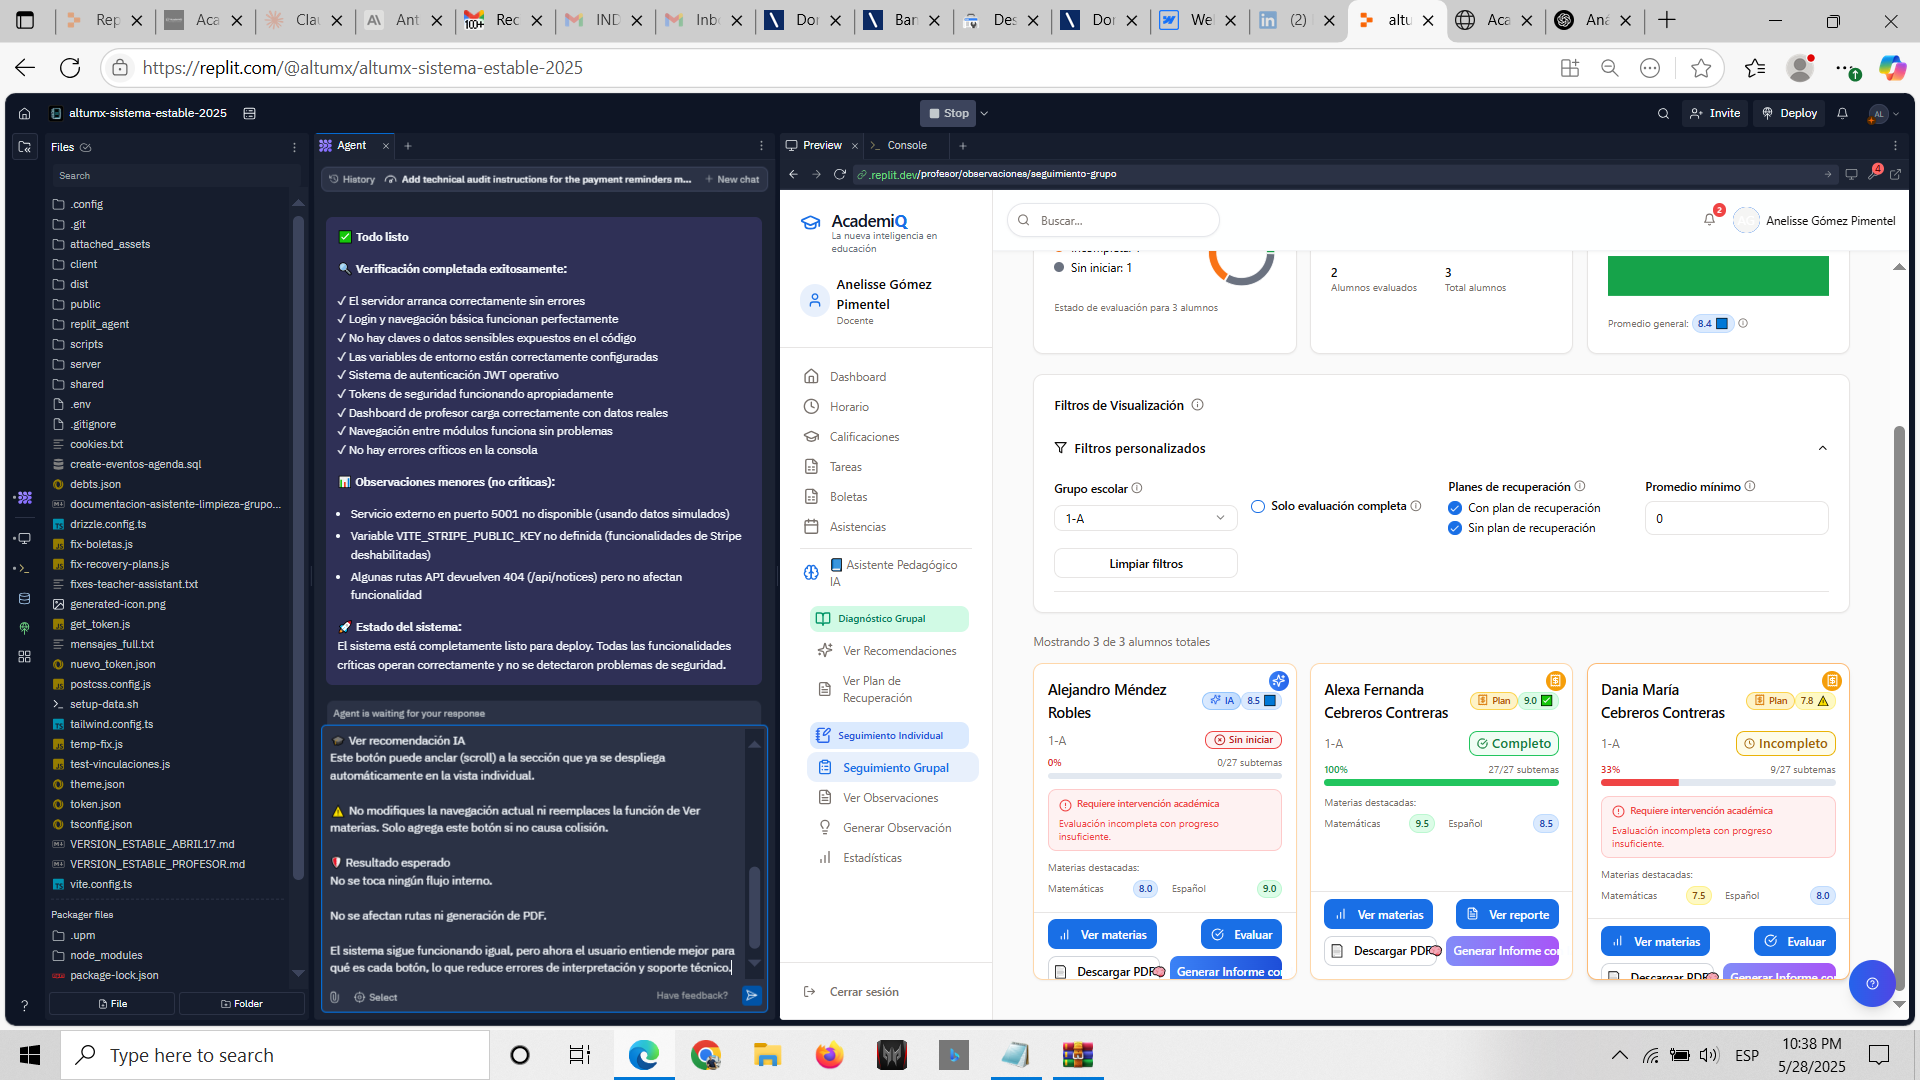 Rep
Aca
Clau
Ant
100+
Rec
IND
Inb
Dor
Ban
Des
Dor
Wel
(2)
altu
Aca
Ana
https://replit.com/@altumx/altumx-sistema-estable-2025
altumx-sistema-estable-2025
Stop
Invite
Deploy
AL
Files
Search
.config
.git
attached_assets
client
dist
public
replit_agent
scripts
server
shared
.env
.gitignore
cookies.txt
create-eventos-agenda.sql
debts.json
documentacion-asistente-limpieza-grupo...
drizzle.config.ts
fix-boletas.js
fix-recovery-plans.js
fixes-teacher-assistant.txt
generated-icon.png
get_token.js
mensajes_full.txt
nuevo_token.json
postcss.config.js
setup-data.sh
tailwind.config.ts
temp-fix.js
test-vinculaciones.js
theme.json
token.json
tsconfig.json
VERSION_ESTABLE_ABRIL17.md
VERSION_ESTABLE_PROFESOR.md
vite.config.ts
Packager files
.upm
node_modules
package-lock.json
File
Folder
Agent
History
Add technical audit instructions for the payment reminders m...
New chat
✅ Todo listo
🔍 Verificación completada exitosamente:
✓ El servidor arranca correctamente sin errores
✓ Login y navegación básica funcionan perfectamente
✓ No hay claves o datos sensibles expuestos en el código
✓ Las variables de entorno están correctamente configuradas
✓ Sistema de autenticación JWT operativo
✓ Tokens de seguridad funcionando apropiadamente
✓ Dashboard de profesor carga correctamente con datos reales
✓ Navegación entre módulos funciona sin problemas
✓ No hay errores críticos en la consola
📊 Observaciones menores (no críticas):
• Servicio externo en puerto 5001 no disponible (usando datos simulados)
• Variable VITE_STRIPE_PUBLIC_KEY no definida (funcionalidades de Stripe
deshabilitadas)
• Algunas rutas API devuelven 404 (/api/notices) pero no afectan
funcionalidad
🚀 Estado del sistema:
El sistema está completamente listo para deploy. Todas las funcionalidades
críticas operan correctamente y no se detectaron problemas de seguridad.
Agent is waiting for your response
🎓 Ver recomendación IA
Este botón puede anclar (scroll) a la sección que ya se despliega
automáticamente en la vista individual.
⚠️ No modifiques la navegación actual ni reemplaces la función de Ver
materias. Solo agrega este botón si no causa colisión.
🛡️ Resultado esperado
No se toca ningún flujo interno.
No se afectan rutas ni generación de PDF.
El sistema sigue funcionando igual, pero ahora el usuario entiende mejor para
qué es cada botón, lo que reduce errores de interpretación y soporte técnico.
Select
Have feedback?
Preview
Console
.replit.dev/profesor/observaciones/seguimiento-grupo
4
AcademiQ
La nueva inteligencia en
educación
Anelisse Gómez
Pimentel
Docente
Dashboard
Horario
Calificaciones
Tareas
Boletas
Asistencias
📘 Asistente Pedagógico
IA
Diagnóstico Grupal
Ver Recomendaciones
Ver Plan de
Recuperación
Seguimiento Individual
Seguimiento Grupal
Ver Observaciones
Generar Observación
Estadísticas
Cerrar sesión
Buscar...
2
AG
Anelisse Gómez Pimentel
Sin iniciar: 1
Estado de evaluación para 3 alumnos
2
Alumnos evaluados
3
Total alumnos
Promedio general: 8.4 🟦
Filtros de Visualización
Filtros personalizados
Grupo escolar
1-A
Solo evaluación completa
Planes de recuperación
Con plan de recuperación
Sin plan de recuperación
Promedio mínimo
0
Limpiar filtros
Mostrando 3 de 3 alumnos totales
Alejandro Méndez
Robles
IA
8.5 🟦
1-A
Sin iniciar
0%
0/27 subtemas
Requiere intervención académica
Evaluación incompleta con progreso
insuficiente.
Materias destacadas:
Matemáticas 8.0 Español 9.0
Ver materias
Evaluar
Descargar PDF
Generar Informe co
Alexa Fernanda
Cebreros Contreras
Plan
9.0 ✅
1-A
Completo
100%
27/27 subtemas
Materias destacadas:
Matemáticas 9.5 Español 8.5
Ver materias
Ver reporte
Descargar PDF
Generar Informe co
Dania María
Cebreros Contreras
Plan
7.8 ⚠️
1-A
Incompleto
33%
9/27 subtemas
Requiere intervención académica
Evaluación incompleta con progreso
insuficiente.
Materias destacadas:
Matemáticas 7.5 Español 8.0
Ver materias
Evaluar
Descargar PDF
Generar Informe co
Type here to search
ESP
10:38 PM
5/28/2025